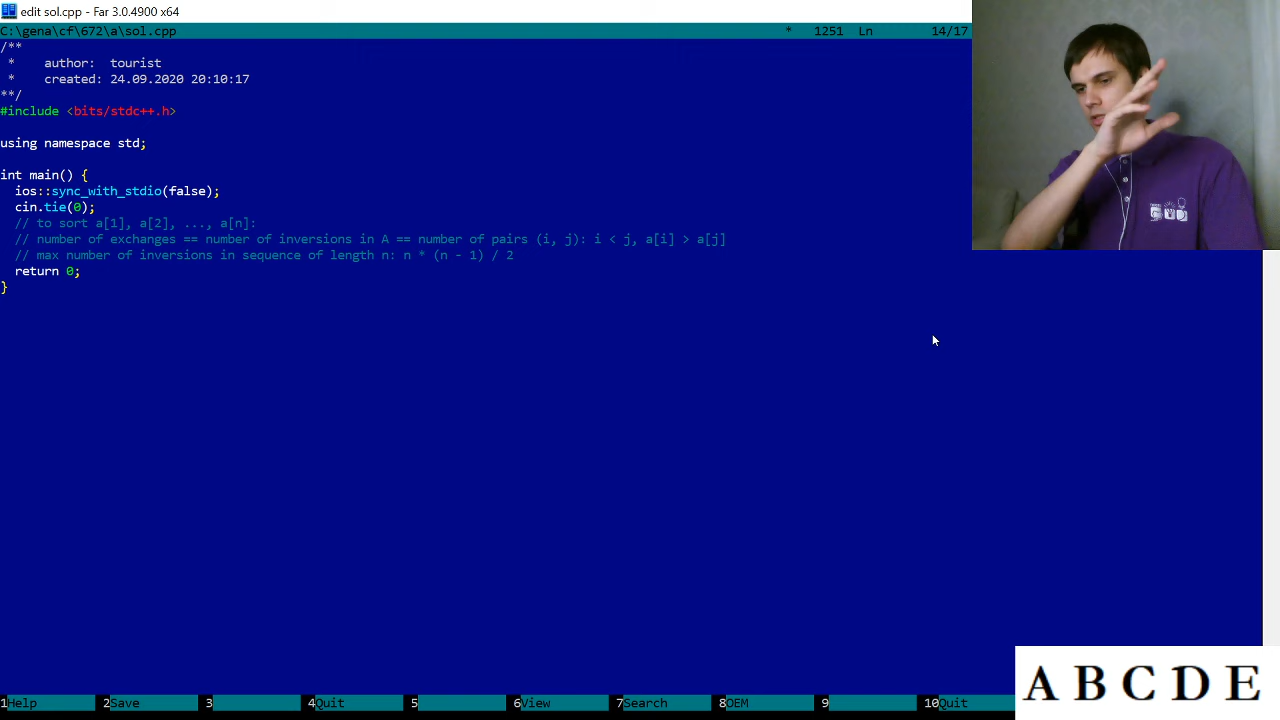 edit sol.cpp - Far 3.0.4900 x64
C:\gena\cf\672\a\sol.cpp * 1251 Ln 14/17
/**
 *    author:  tourist
 *    created: 24.09.2020 20:10:17
**/
#include <bits/stdc++.h>
using namespace std;
int main() {
  ios::sync_with_stdio(false);
  cin.tie(0);
  // to sort a[1], a[2], ..., a[n]:
  // number of exchanges == number of inversions in A == number of pairs (i, j): i < j, a[i] > a[j]
  // max number of inversions in sequence of length n: n * (n - 1) / 2
  return 0;
}
A B C D E
1Help 2Save 3 4Quit 5 6View 7Search 8OEM 9 10Quit